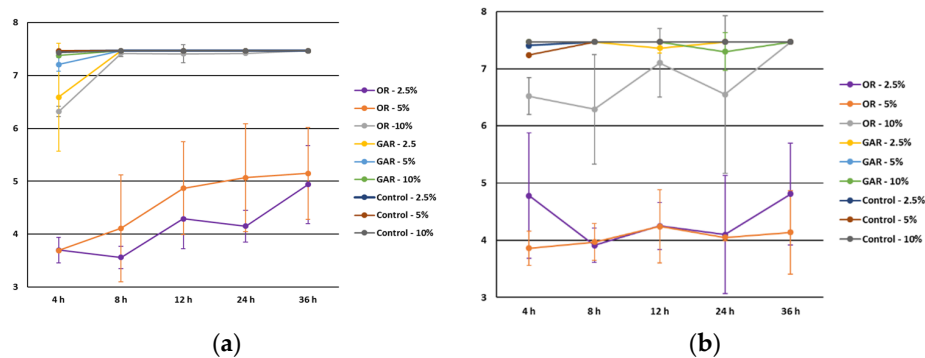 8
7
6
5
4
3
4 h 8 h 12 h 24 h 36 h
OR - 2.5%
OR - 5%
OR -10%
GAR - 2.5
GAR - 5%
GAR - 10%
Control - 2.5%
Control - 5%
Control - 10%
(a)
8
7
6
5
4
3
4 h 8 h 12 h 24 h 36 h
OR - 2.5%
OR - 5%
OR - 10%
GAR - 2.5%
GAR - 5%
GAR - 10%
Control - 2.5%
Control - 5%
Control - 10%
(b)